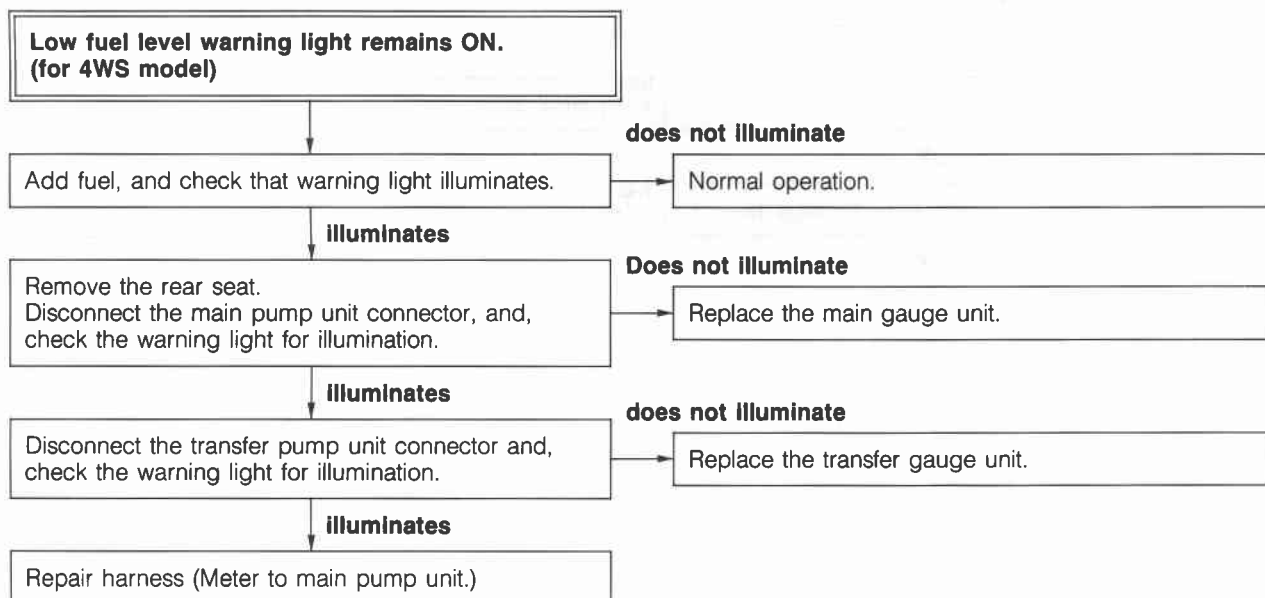 Low fuel level warning light remains ON.
(for 4WS model)
does not illuminate
Add fuel, and check that warning light illuminates.
Normal operation.
illuminates
Does not illuminate
Remove the rear seat.
Disconnect the main pump unit connector, and,
check the warning light for illumination.
Replace the main gauge unit.
illuminates
does not illuminate
Disconnect the transfer pump unit connector and,
check the warning light for illumination.
Replace the transfer gauge unit.
illuminates
Repair harness (Meter to main pump unit.)